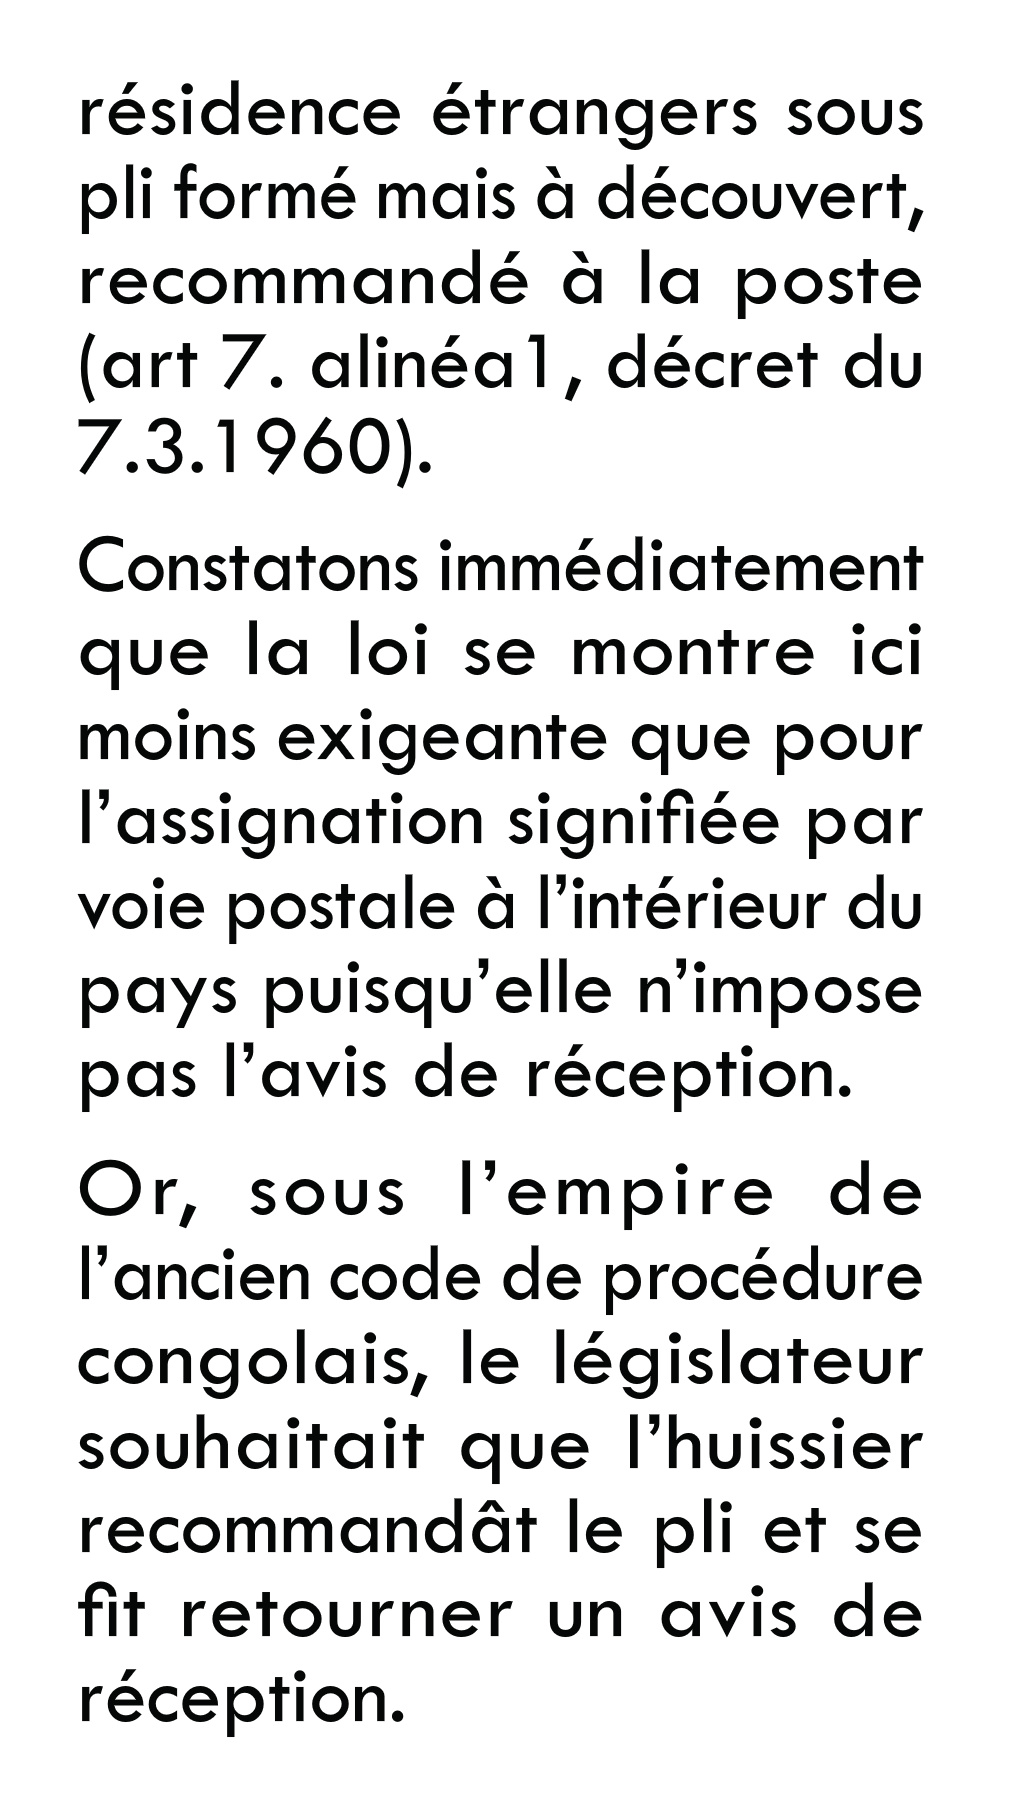 résidence étrangers sous
pli formé mais à découvert,
recommandé à la poste
(art 7. alinéa1, décret du
7.3.1960).
Constatons immédiatement
que la loi se montre ici
moins exigeante que pour
l’assignation signifiée par
voie postale à l’intérieur du
pays puisqu’elle n’impose
pas l’avis de réception.
Or, sous l’empire de
l’ancien code de procédure
congolais, le législateur
souhaitait que l’huissier
recommandât le pli et se
fit retourner un avis de
réception.